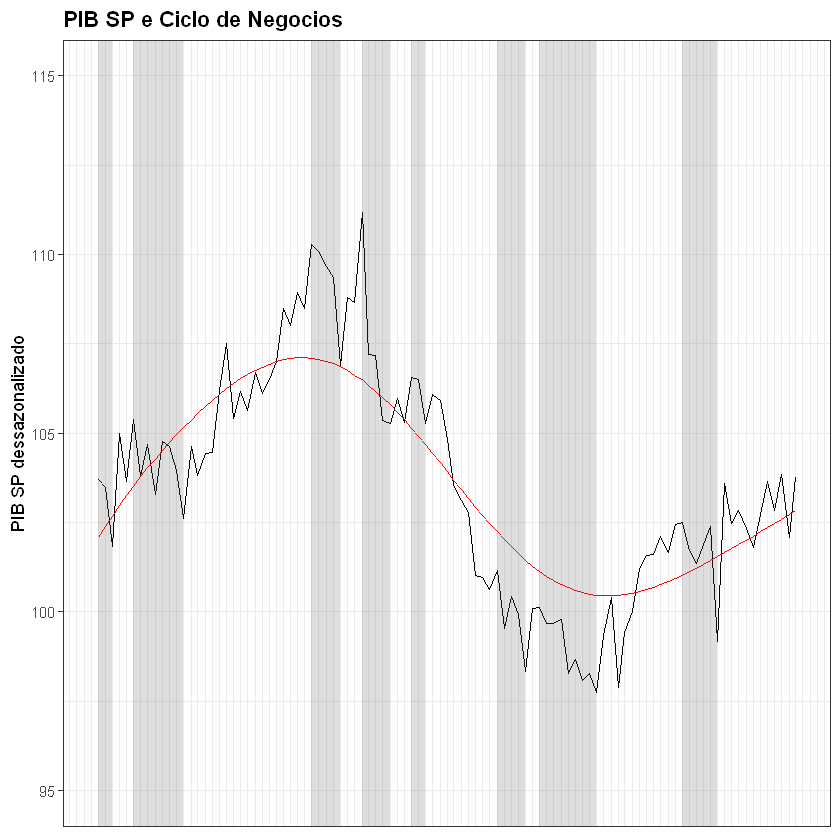 PIB SP e Ciclo de Negocios
115
110
105
100
95
PIB SP dessazonalizado